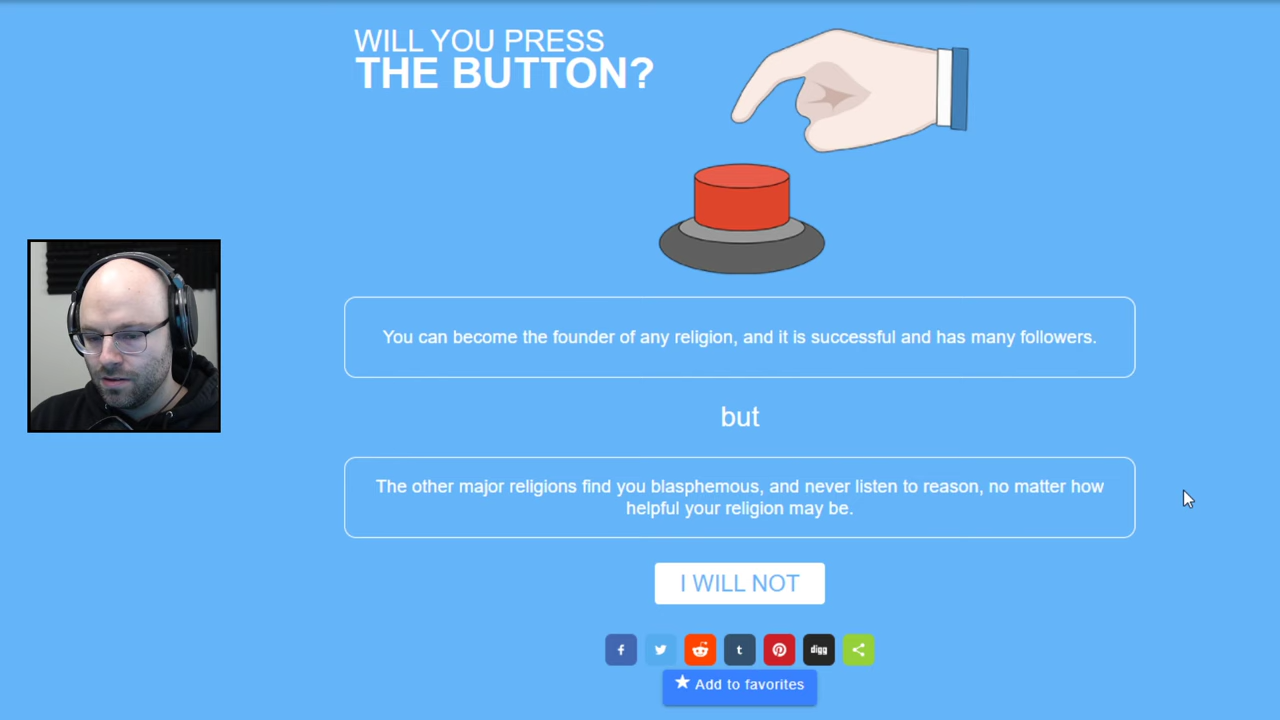 WILL YOU PRESS
THE BUTTON?
You can become the founder of any religion, and it is successful and has many followers.
but
The other major religions find you blasphemous, and never listen to reason, no matter how
helpful your religion may be.
I WILL NOT
f t digg
Add to favorites